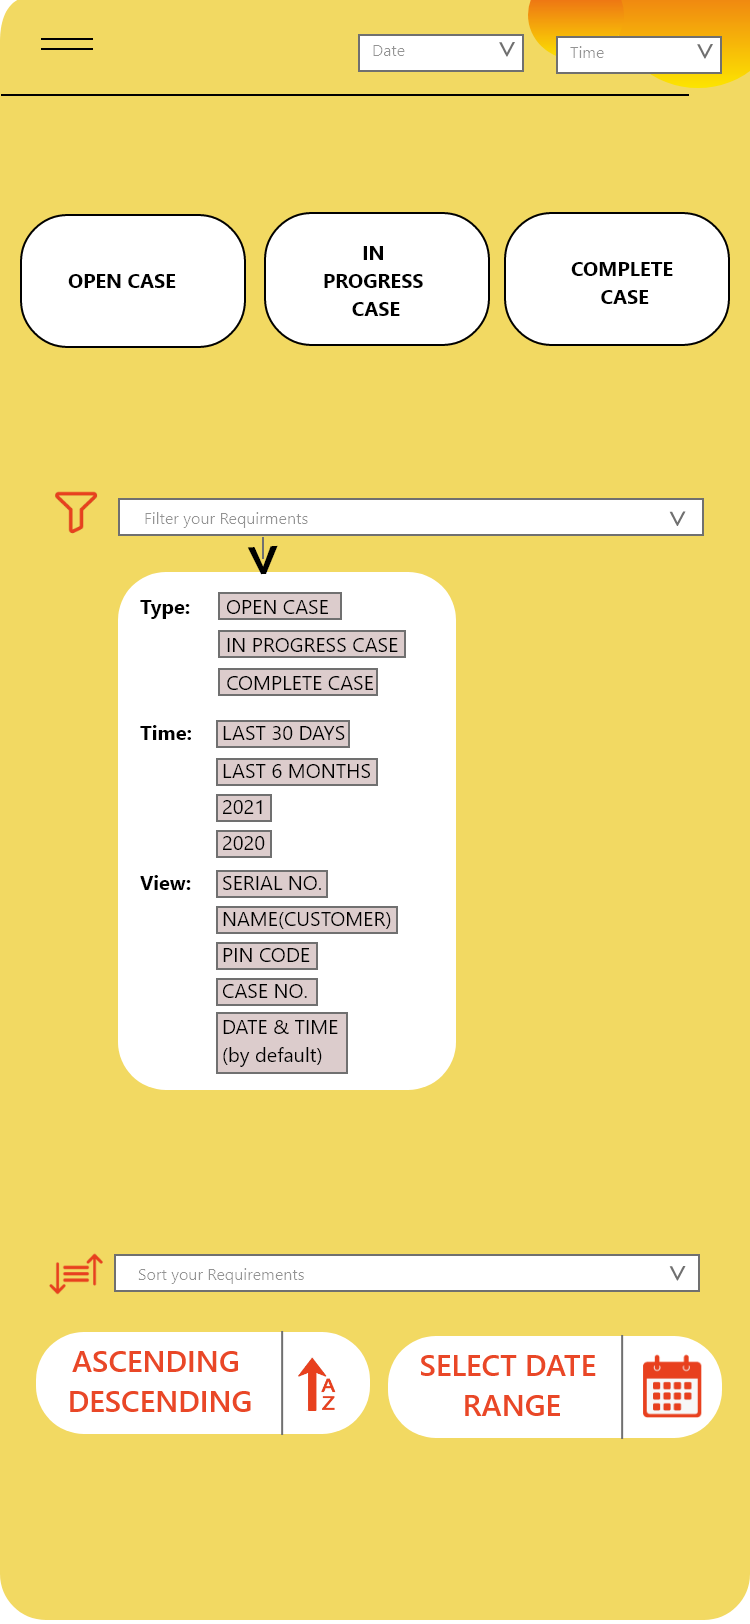 Date
Time
OPEN CASE
IN
PROGRESS
CASE
COMPLETE
CASE
Filter your Requirments
Type:
OPEN CASE
IN PROGRESS CASE
COMPLETE CASE
Time:
LAST 30 DAYS
LAST 6 MONTHS
2021
2020
View:
SERIAL NO.
NAME(CUSTOMER)
PIN CODE
CASE NO.
DATE & TIME
(by default)
Sort your Requirements
ASCENDING
DESCENDING
A
Z
SELECT DATE
RANGE